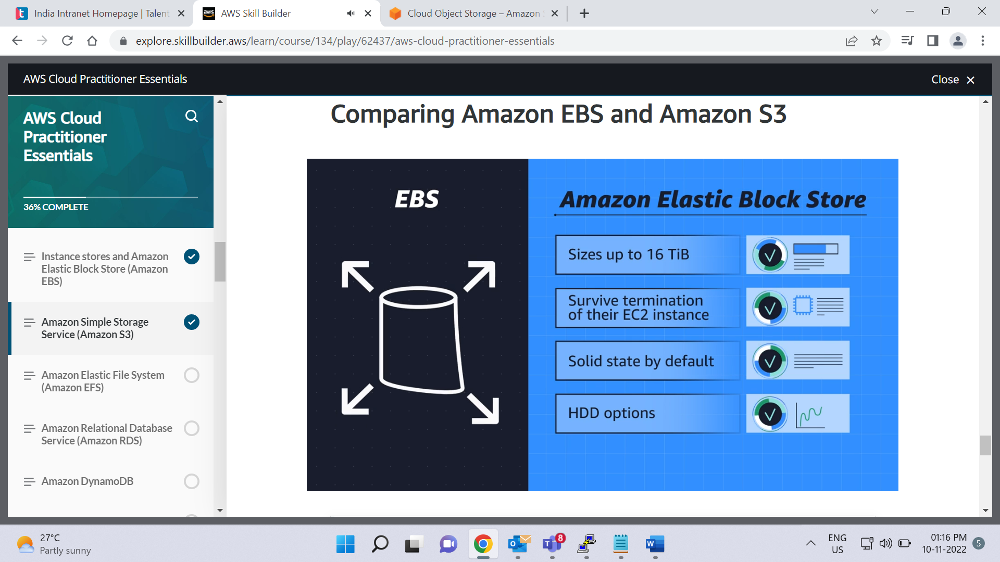 India Intranet Homepage | Talent
AWS Skill Builder
Cloud Object Storage – Amazon S
explore.skillbuilder.aws/learn/course/134/play/62437/aws-cloud-practitioner-essentials
AWS Cloud Practitioner Essentials
Close
AWS Cloud
Practitioner
Essentials
36% COMPLETE
Instance stores and Amazon
Elastic Block Store (Amazon
EBS)
Amazon Simple Storage
Service (Amazon S3)
Amazon Elastic File System
(Amazon EFS)
Amazon Relational Database
Service (Amazon RDS)
Amazon DynamoDB
Comparing Amazon EBS and Amazon S3
EBS
Amazon Elastic Block Store
Sizes up to 16 TiB
Survive termination
of their EC2 instance
Solid state by default
HDD options
27°C
Partly sunny
8
ENG
US
01:16 PM
10-11-2022
5